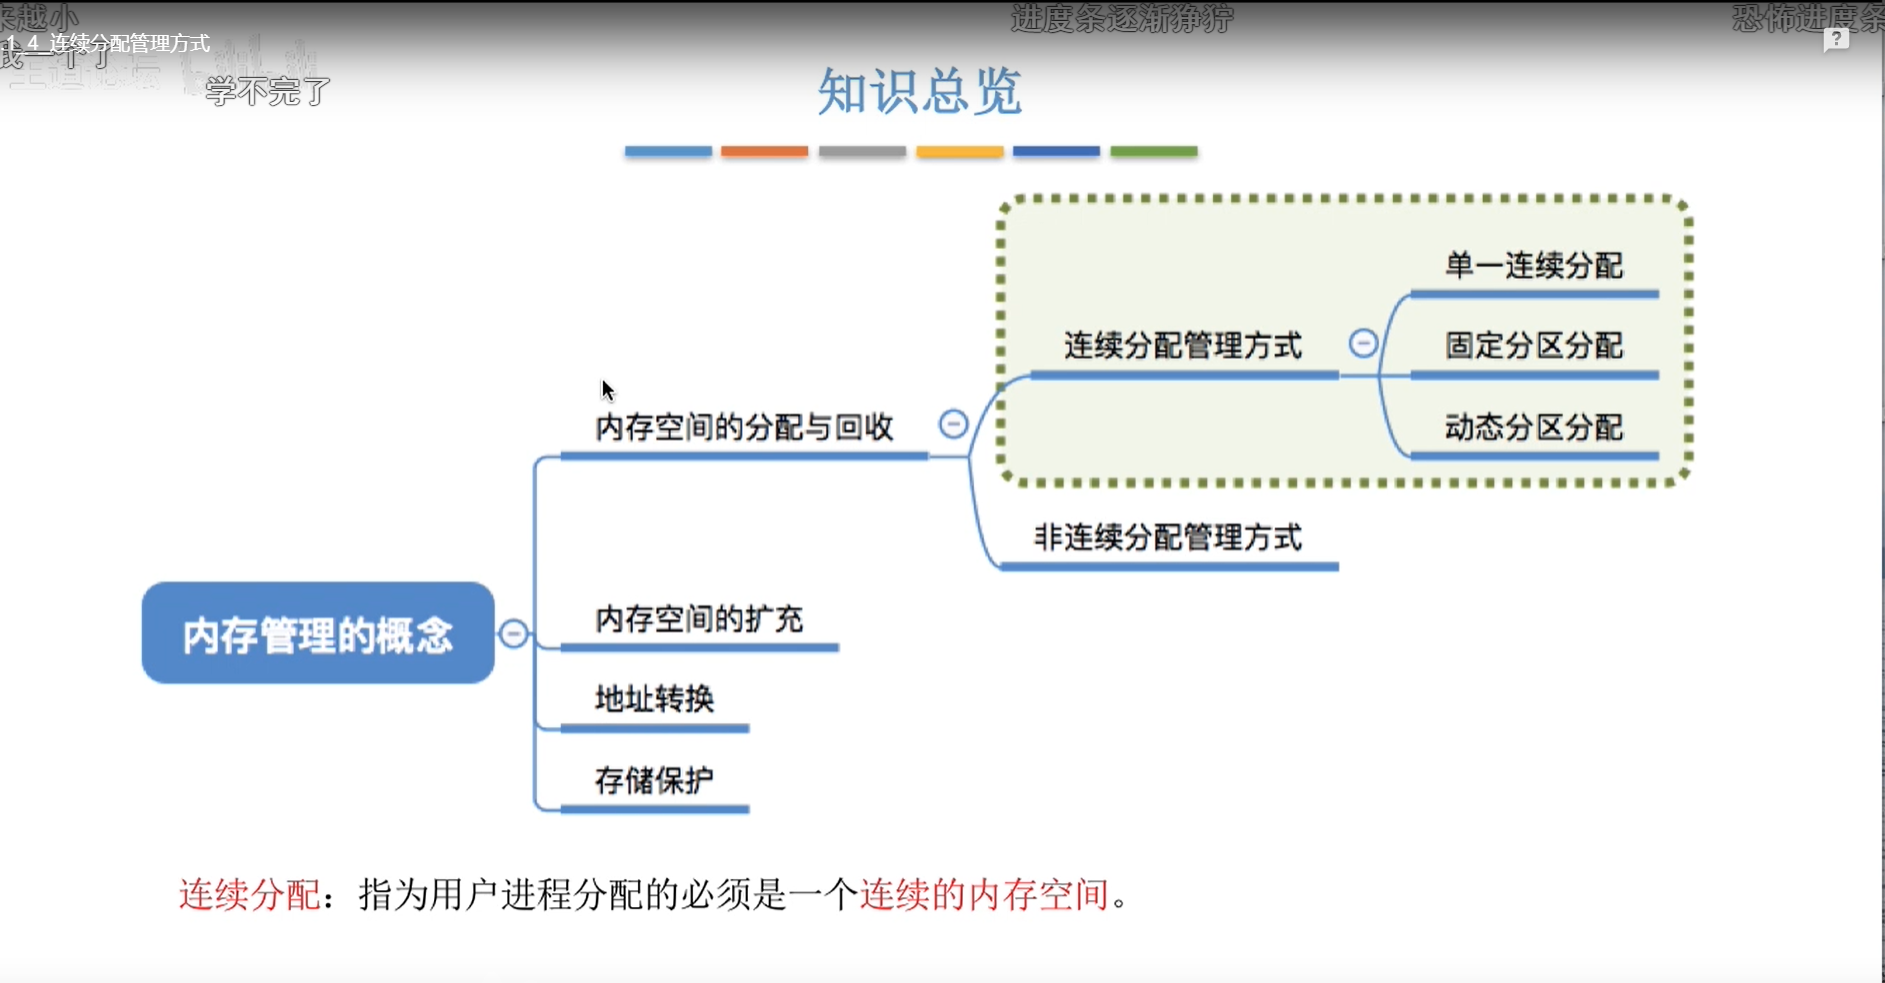 来越小
进度条逐渐狰狞
恐怖进度条
.1_4_连续分配管理方式
我一个了
学不完了
知识总览
单一连续分配
连续分配管理方式
固定分区分配
内存空间的分配与回收
动态分区分配
非连续分配管理方式
内存空间的扩充
内存管理的概念
地址转换
存储保护
连续分配：指为用户进程分配的必须是一个连续的内存空间。